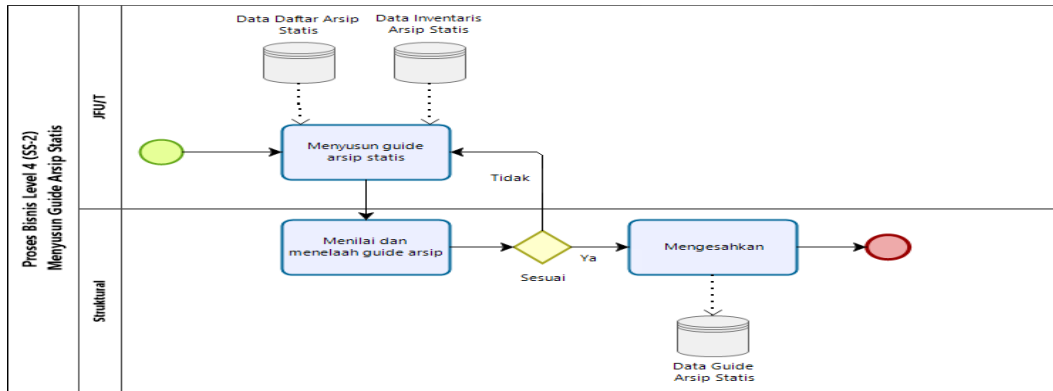 Proses Bisnis Level 4 (SS-2)
Menyusun Guide Arsip Statis
JFU/T
Data Daftar Arsip
Statis
Data Inventaris
Arsip Statis
Menyusun guide
arsip statis
Tidak
Struktural
Menilai dan
menelaah guide arsip
Sesuai
Ya
Mengesahkan
Data Guide
Arsip Statis